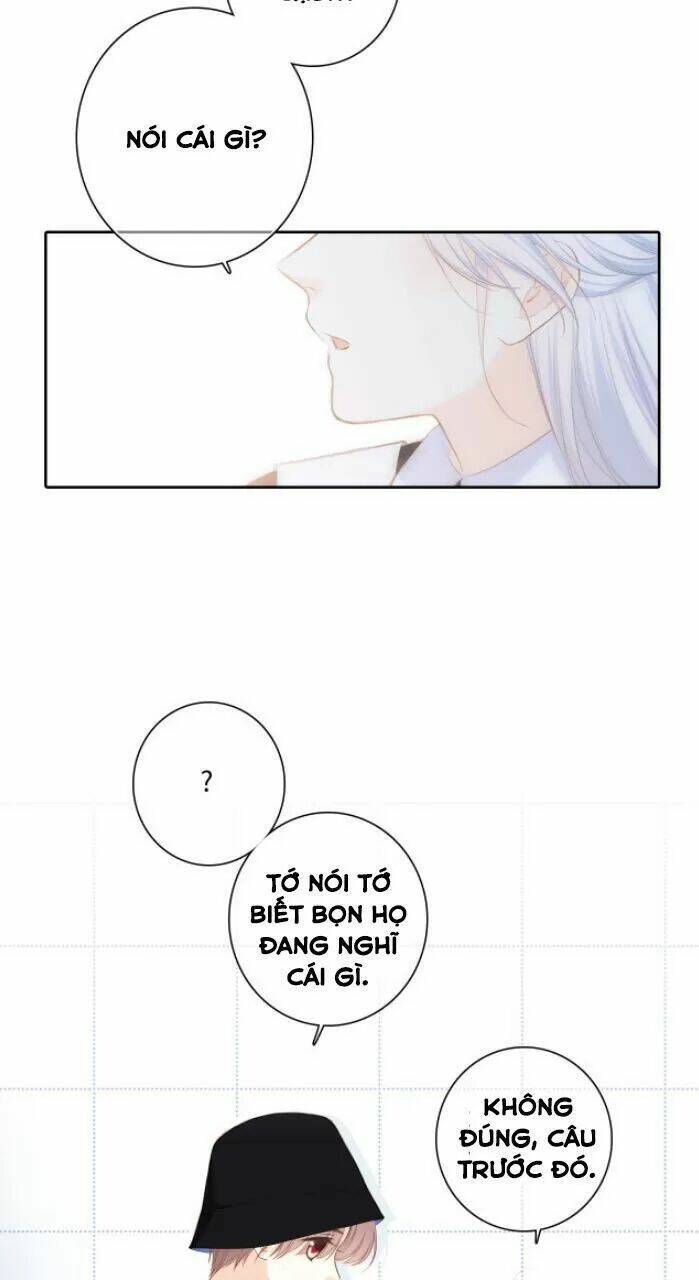 NÓI CÁI GÌ?
?
TỚ NÓI TỚ
BIẾT BỌN HỌ
ĐANG NGHĨ
CÁI GÌ.
KHÔNG
ĐÚNG, CÂU
TRƯỚC ĐÓ.